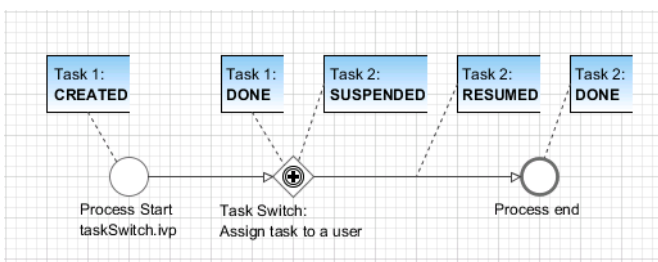 Task 1:
CREATED
Task 1:
DONE
Task 2:
SUSPENDED
Task 2:
RESUMED
Task 2:
DONE
Process Start
taskSwitch.ivp
Task Switch:
Assign task to a user
Process end